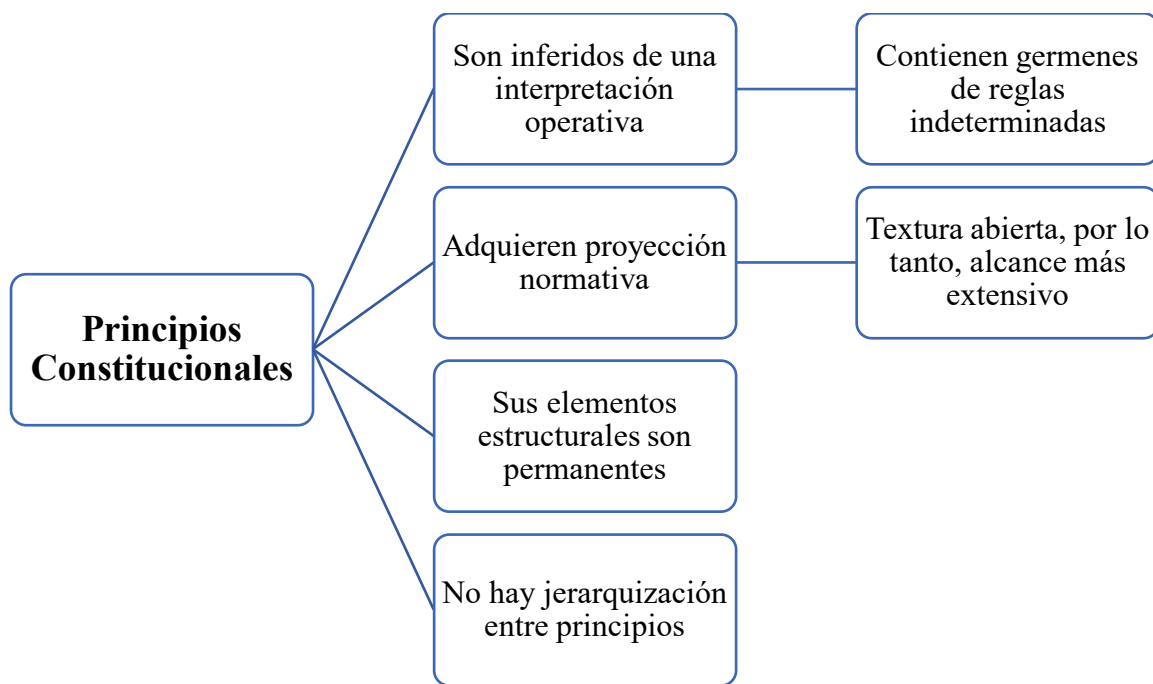 Principios
Constitucionales
Son inferidos de una
interpretación
operativa
Contienen germenes
de reglas
indeterminadas
Adquieren proyección
normativa
Textura abierta, por lo
tanto, alcance más
extensivo
Sus elementos
estructurales son
permanentes
No hay jerarquización
entre principios